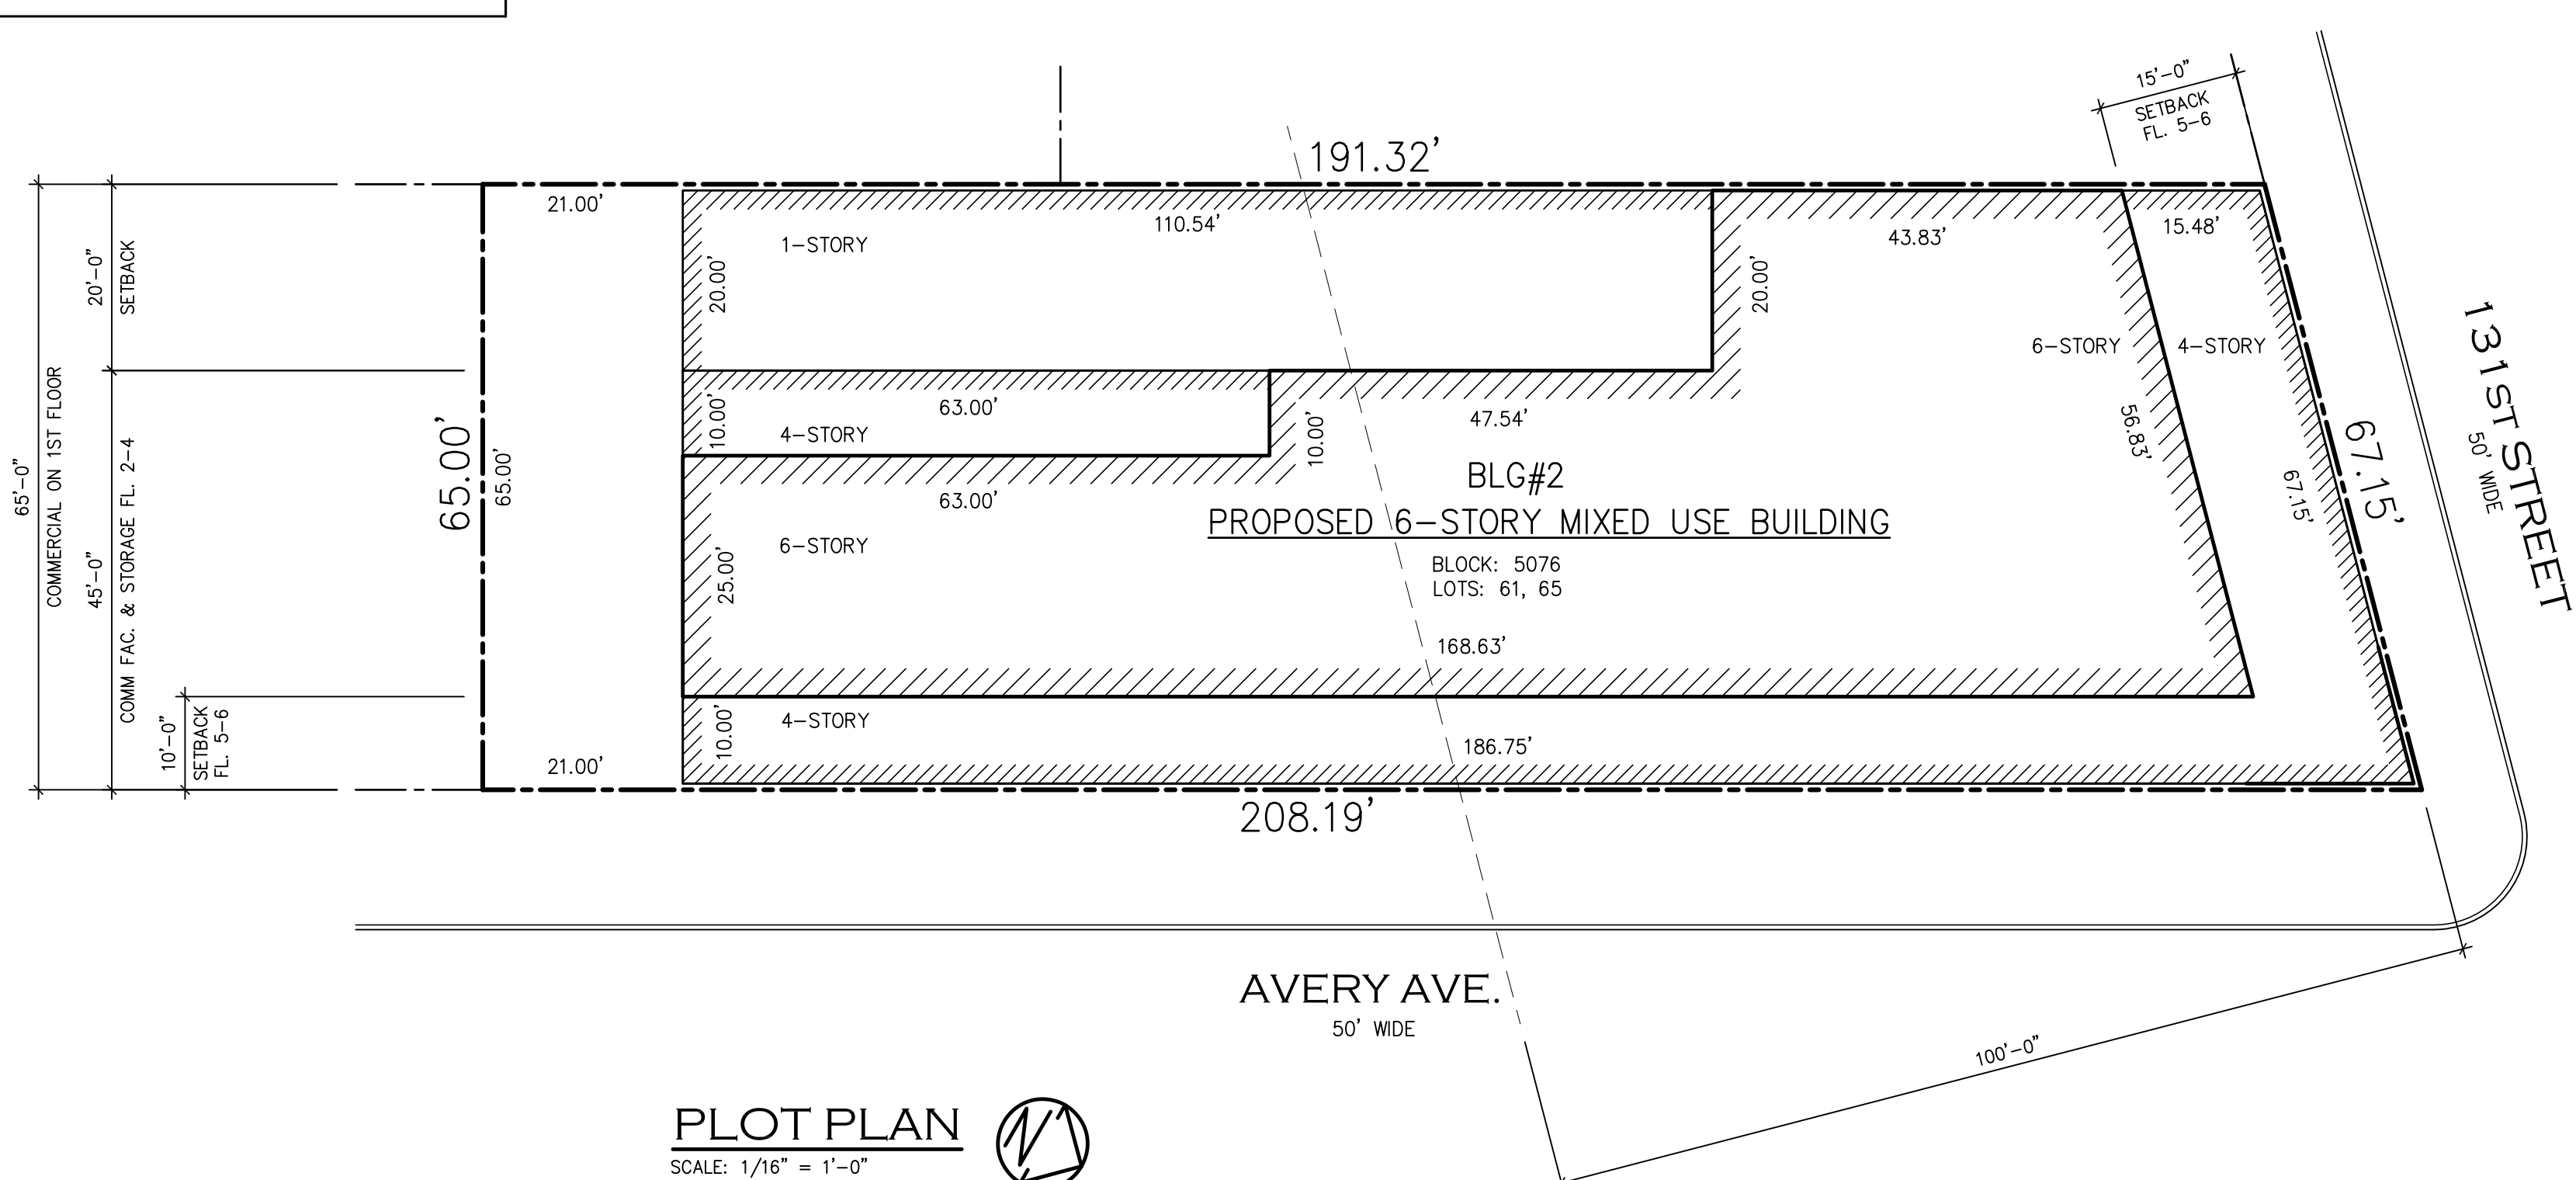 15'-0"
SETBACK
FL. 5-6
191.32'
21.00'
110.54'
43.83'
15.48'
1-STORY
20'-0"
SETBACK
20.00'
20.00'
6-STORY
4-STORY
131ST STREET
50' WIDE
65'-0"
COMMERCIAL ON 1ST FLOOR
45'-0"
COMM FAC. & STORAGE FL. 2-4
65.00'
65.00'
10.00'
63.00'
4-STORY
10.00'
47.54'
56.83'
67.15'
67.15'
63.00'
BLG#2
PROPOSED 6-STORY MIXED USE BUILDING
BLOCK: 5076
LOTS: 61, 65
6-STORY
25.00'
168.63'
10'-0"
SETBACK
FL. 5-6
10.00'
4-STORY
186.75'
21.00'
208.19'
AVERY AVE.
50' WIDE
100'-0"
PLOT PLAN
SCALE: 1/16" = 1'-0"
N